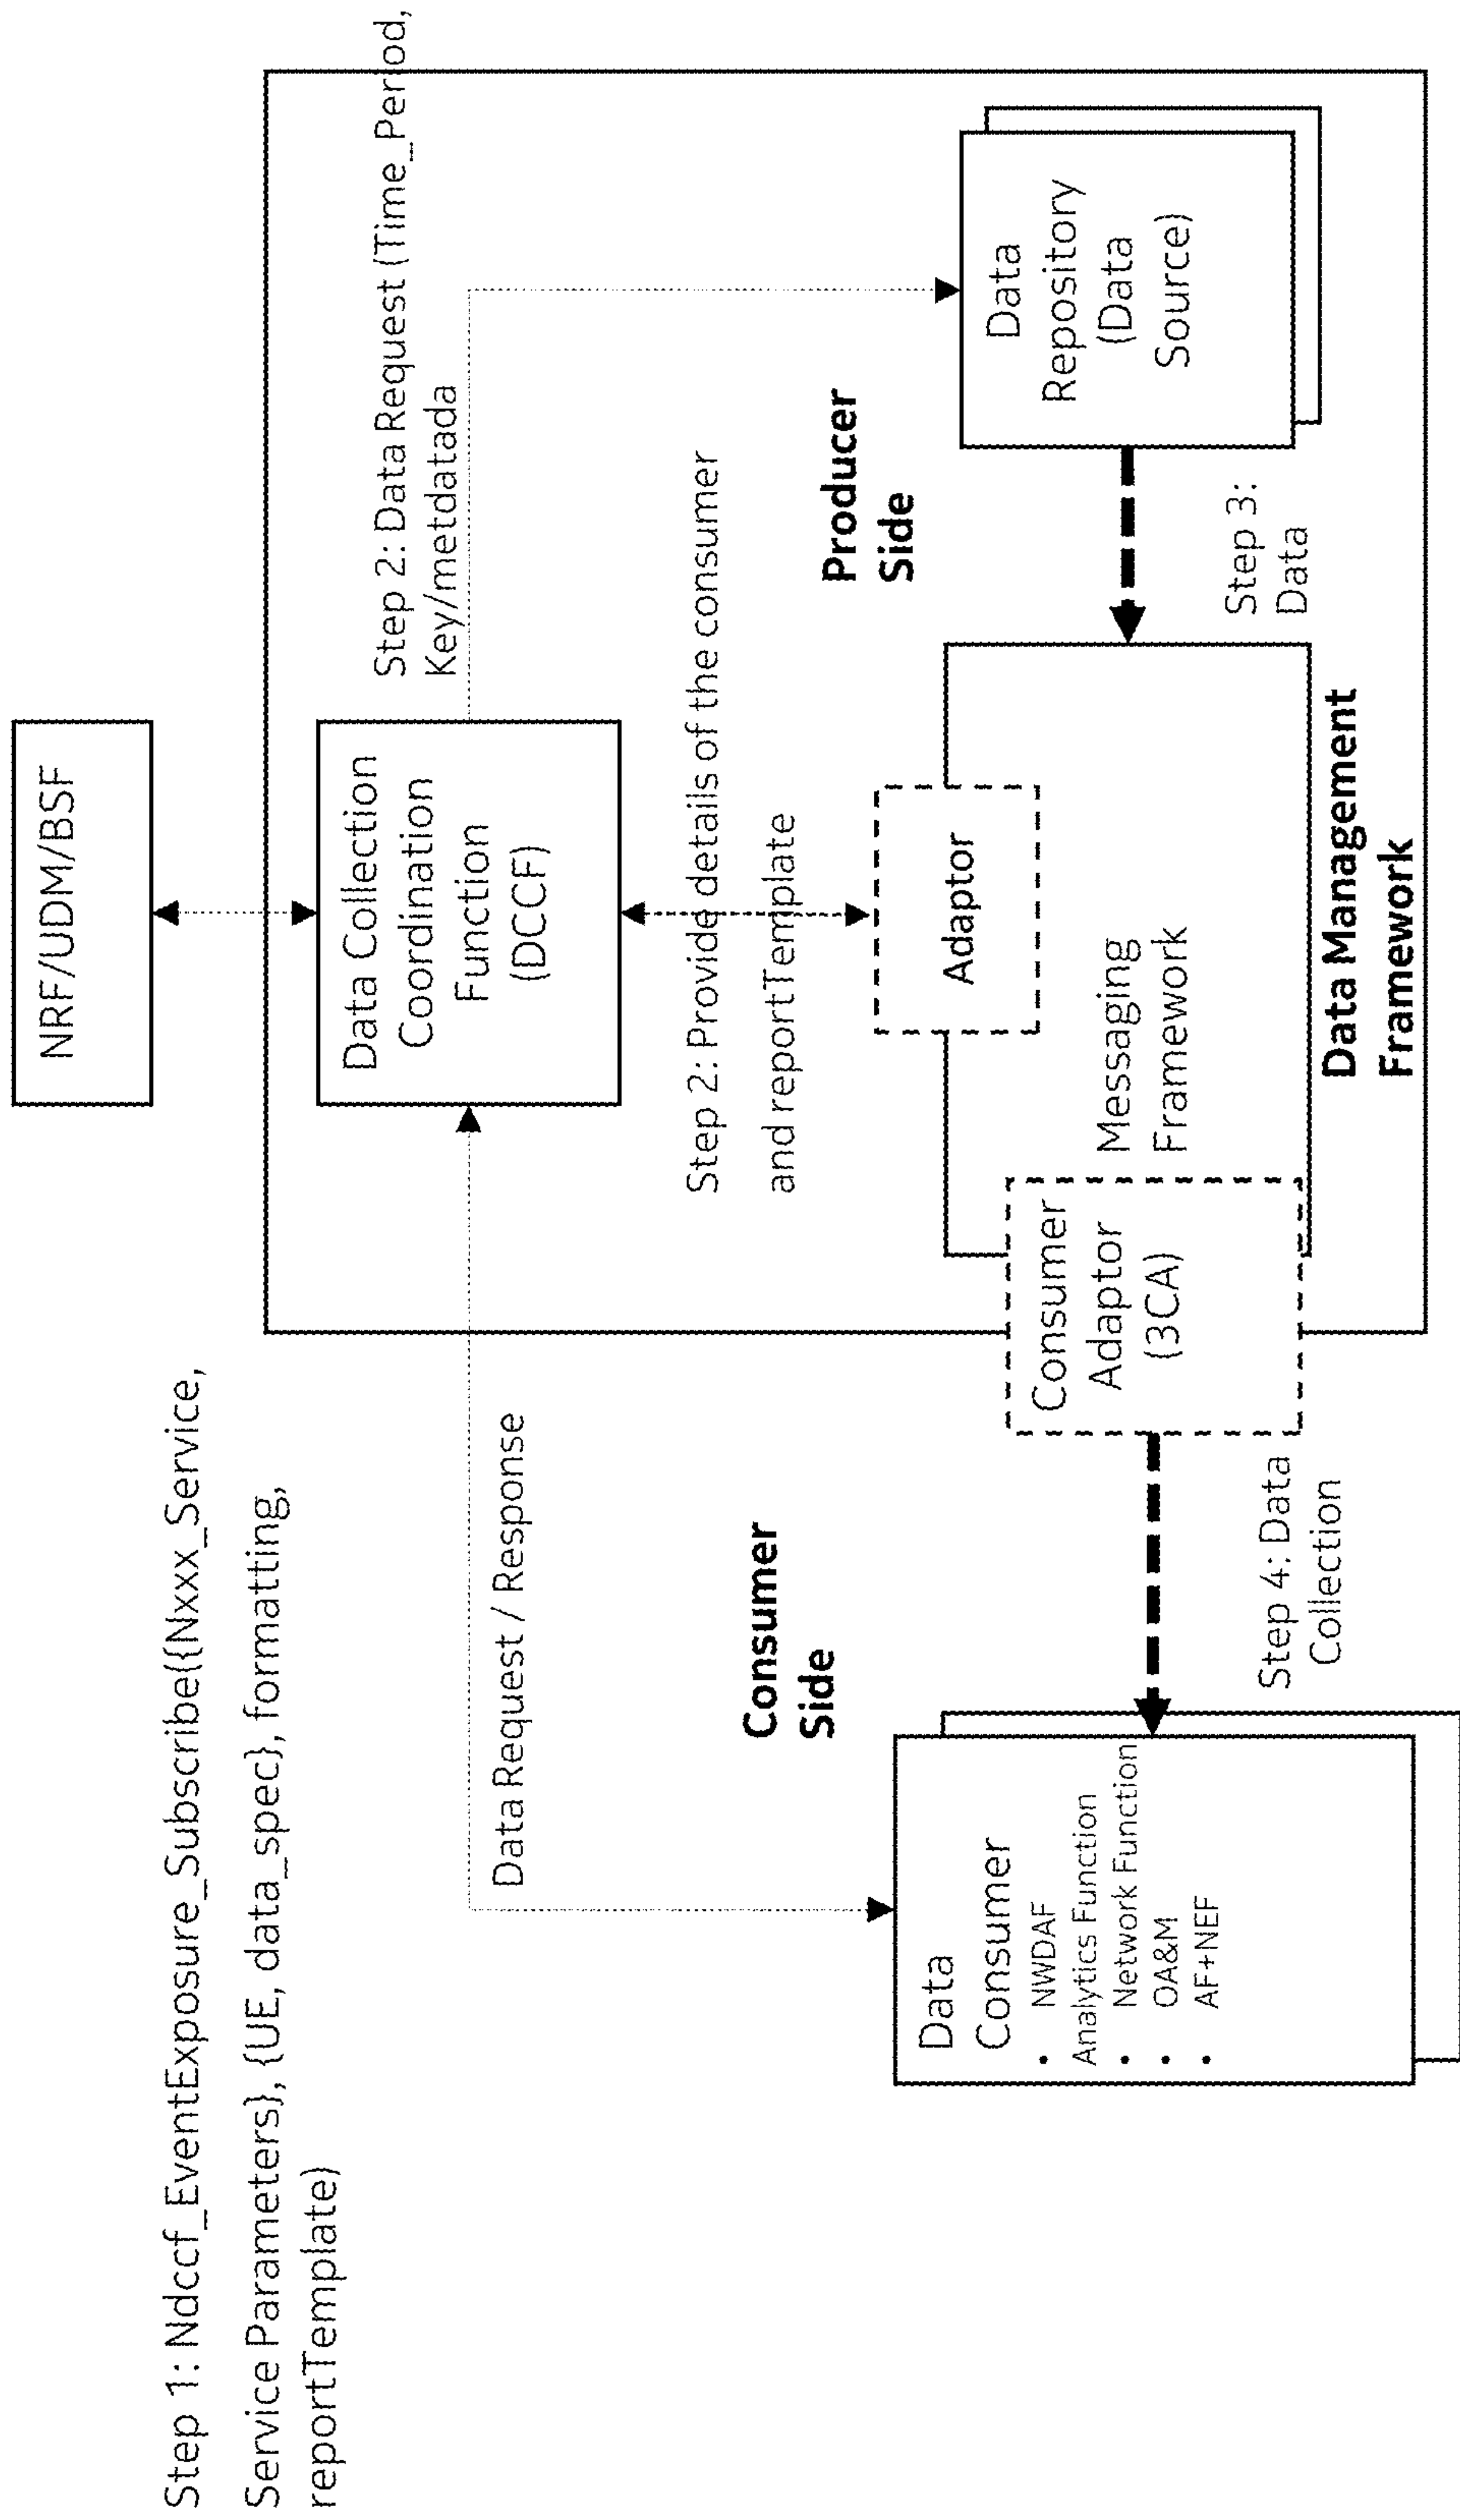 Step 1: Ndccf_EventExposure_Subscribe({Nxxx_Service,
Service Parameters}, {UE, data_spec}, formatting,
reportTemplate)
NRF/UDM/BSF
Data Collection
Coordination
Function
(DCCF)
Step 2: Data Request (Time_Period,
Key/metdatada
Data Request / Response
Step 2: Provide details of the consumer
and reportTemplate
Consumer
Side
Producer
Side
Data
Consumer
• NWDAF
Analytics Function
• Network Function
• OA&M
• AF+NEF
Step 4: Data
Collection
Consumer
Adaptor
(3CA)
Adaptor
Messaging
Framework
Step 3:
Data
Data
Repository
(Data
Source)
Data Management
Framework